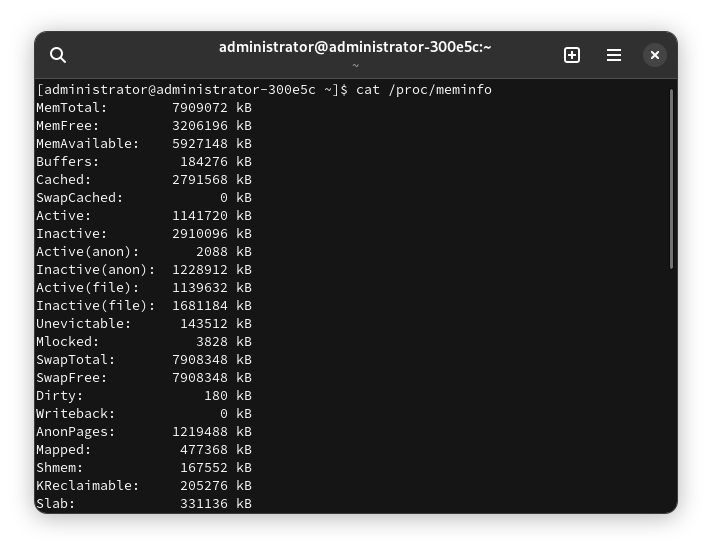 administrator@administrator-300e5c:~
~
[administrator@administrator-300e5c ~]$ cat /proc/meminfo
MemTotal:        7909072 kB
MemFree:         3206196 kB
MemAvailable:    5927148 kB
Buffers:          184276 kB
Cached:          2791568 kB
SwapCached:            0 kB
Active:          1141720 kB
Inactive:        2910096 kB
Active(anon):       2088 kB
Inactive(anon):  1228912 kB
Active(file):    1139632 kB
Inactive(file):  1681184 kB
Unevictable:      143512 kB
Mlocked:            3828 kB
SwapTotal:       7908348 kB
SwapFree:        7908348 kB
Dirty:               180 kB
Writeback:             0 kB
AnonPages:       1219488 kB
Mapped:           477368 kB
Shmem:            167552 kB
KReclaimable:     205276 kB
Slab:             331136 kB